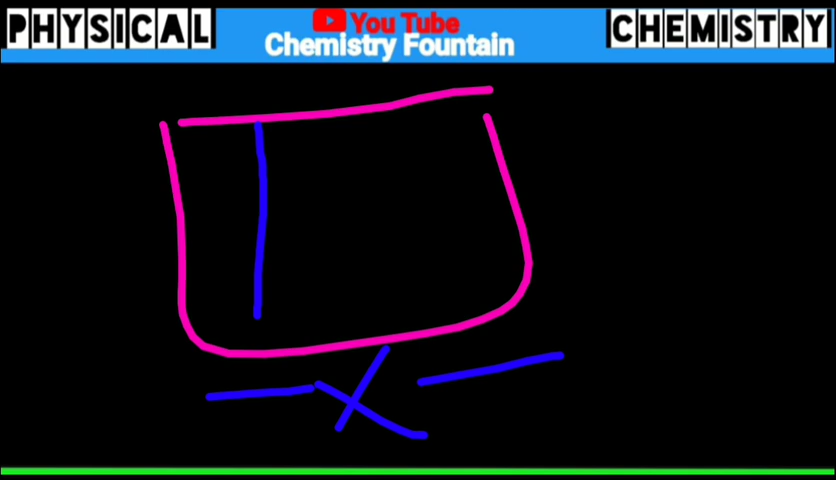 PHYSICAL
You Tube
Chemistry Fountain
CHEMISTRY
X